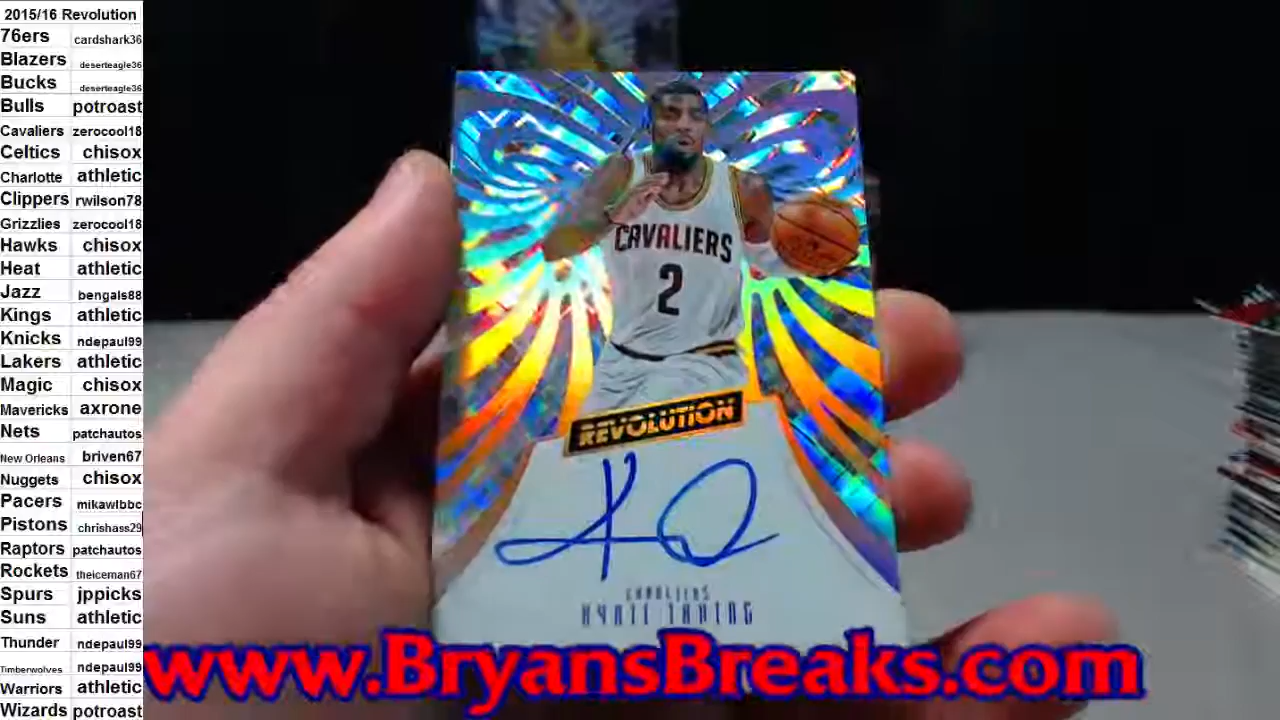 2015/16 Revolution
76ers cardshark36
Blazers deserteagle36
Bucks deserteagle36
Bulls potroast
Cavaliers zerocool18
Celtics chisox
Charlotte athletic
Clippers rwilson78
Grizzlies zerocool18
Hawks chisox
Heat athletic
Jazz bengals88
Kings athletic
Knicks ndepaul99
Lakers athletic
Magic chisox
Mavericks axrone
Nets patchautos
New Orleans briven67
Nuggets chisox
Pacers mikawlbbc
Pistons chrishass29
Raptors patchautos
Rockets theiceman67
Spurs jppicks
Suns athletic
Thunder ndepaul99
Timberwolves ndepaul99
Warriors athletic
Wizards potroast
CAVALIERS
2
REVOLUTION
CAVALIERS
KYRIE IRVING
www.BryansBreaks.com